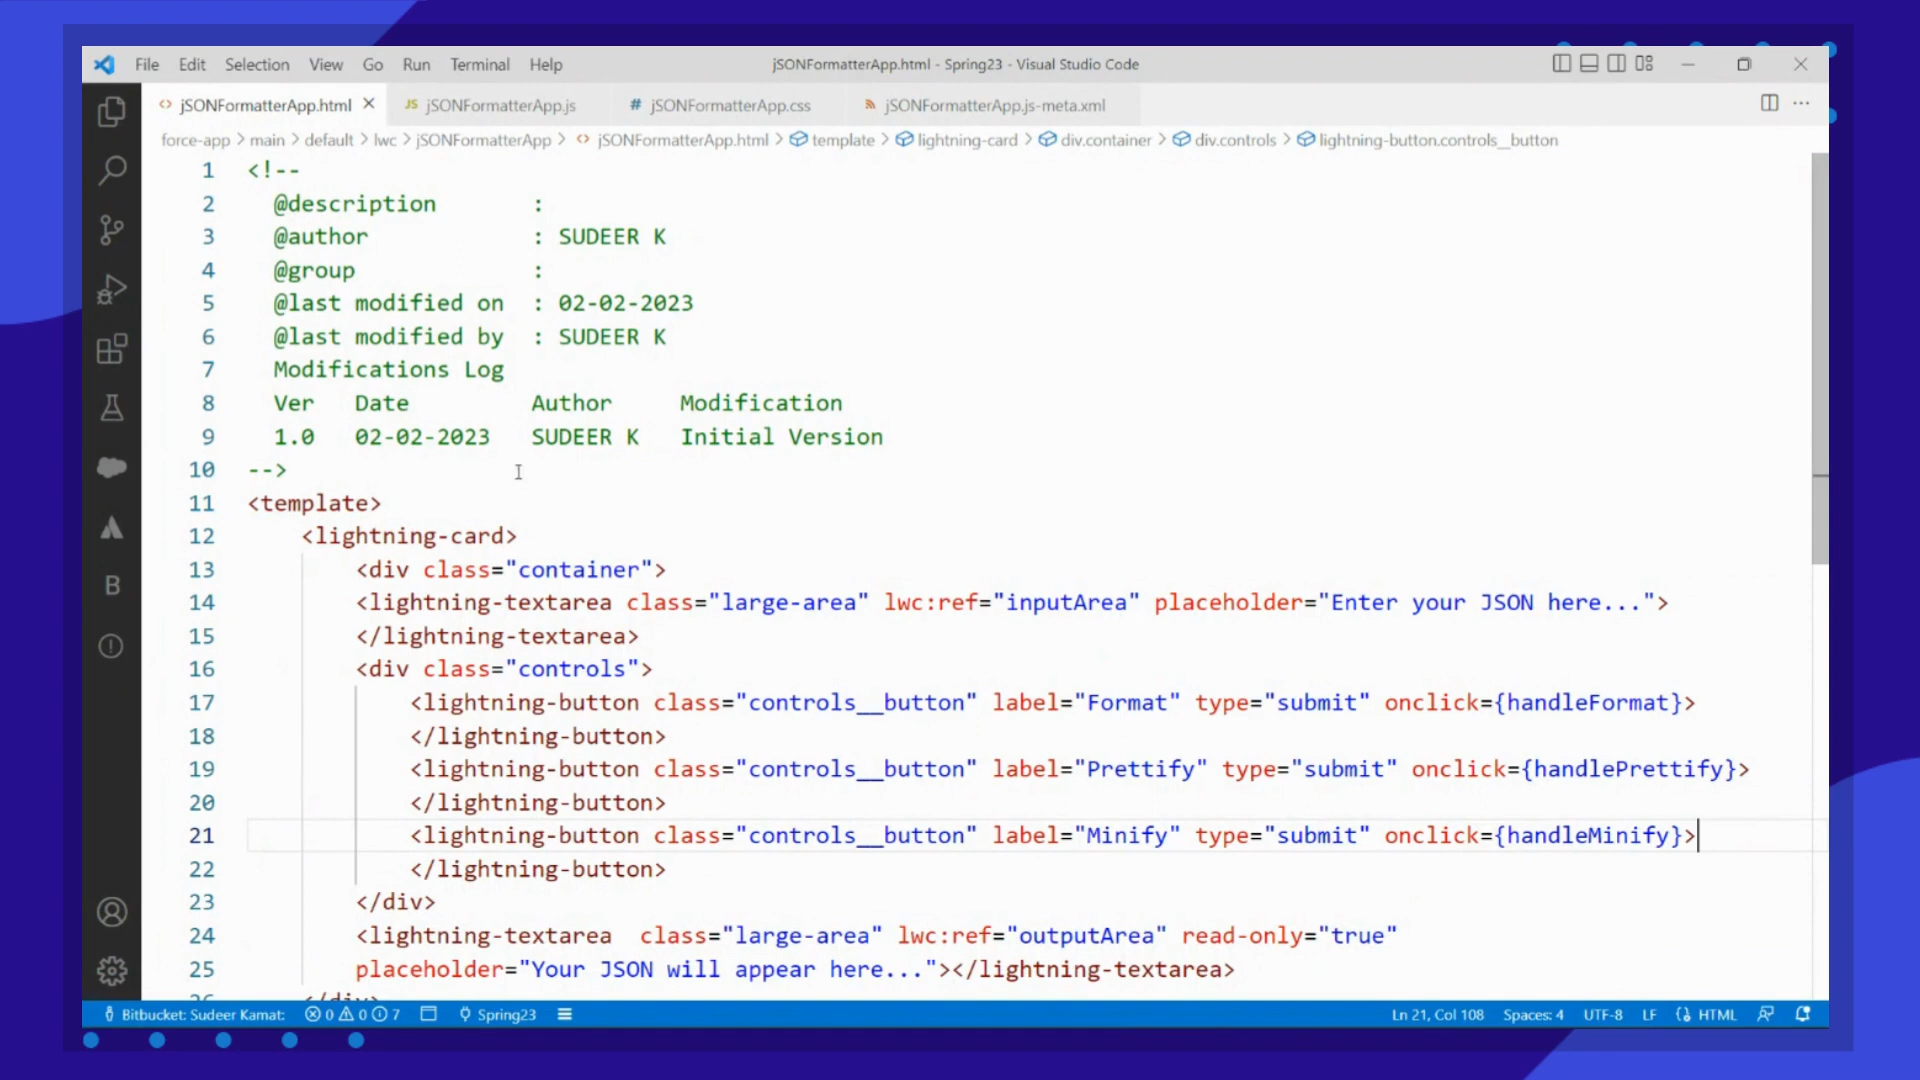 File Edit Selection View Go Run Terminal Help jSONFormatterApp.html - Spring23 - Visual Studio Code
<> jSONFormatterApp.html JS jSONFormatterApp.js # jSONFormatterApp.css jSONFormatterApp.js-meta.xml
force-app > main > default > lwc > jSONFormatterApp > <> jSONFormatterApp.html > template > lightning-card > div.container > div.controls > lightning-button.controls__button
1 <!--
2 @description :
3 @author : SUDEER K
4 @group :
5 @last modified on : 02-02-2023
6 @last modified by : SUDEER K
7 Modifications Log
8 Ver Date Author Modification
9 1.0 02-02-2023 SUDEER K Initial Version
10 -->
11 <template>
12 <lightning-card>
13 <div class="container">
14 <lightning-textarea class="large-area" lwc:ref="inputArea" placeholder="Enter your JSON here...">
15 </lightning-textarea>
16 <div class="controls">
17 <lightning-button class="controls__button" label="Format" type="submit" onclick={handleFormat}>
18 </lightning-button>
19 <lightning-button class="controls__button" label="Prettify" type="submit" onclick={handlePrettify}>
20 </lightning-button>
21 <lightning-button class="controls__button" label="Minify" type="submit" onclick={handleMinify}>
22 </lightning-button>
23 </div>
24 <lightning-textarea class="large-area" lwc:ref="outputArea" read-only="true"
25 placeholder="Your JSON will appear here..."></lightning-textarea>
26 </div>
B
Bitbucket: Sudeer Kamat: 0 0 7 Spring23 Ln 21, Col 108 Spaces: 4 UTF-8 LF HTML